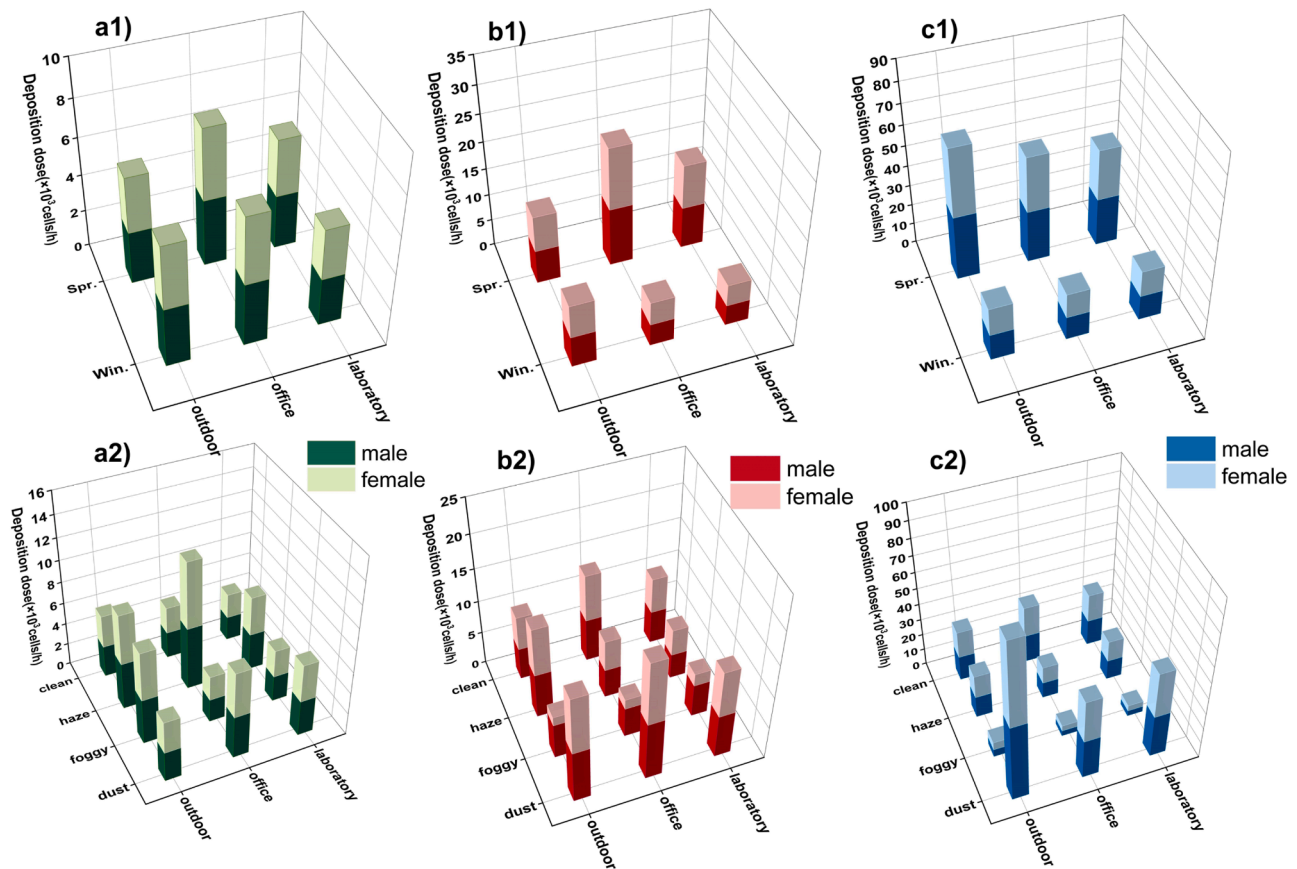 a1)
Deposition dose(×10³cells/h)
10
8
6
4
2
0
Spr.
Win.
outdoor
office
laboratory
b1)
Deposition dose(×10³cells/h)
35
30
25
20
15
10
5
0
Spr.
Win.
outdoor
office
laboratory
c1)
Deposition dose(×10³cells/h)
90
80
70
60
50
40
30
20
10
0
Spr.
Win.
outdoor
office
laboratory
a2)
male
female
Deposition dose(×10³cells/h)
16
14
12
10
8
6
4
2
0
clean
haze
foggy
dust
outdoor
office
laboratory
b2)
male
female
Deposition dose(×10³cells/h)
25
20
15
10
5
0
clean
haze
foggy
dust
outdoor
office
laboratory
c2)
male
female
Deposition dose(×10³cells/h)
100
90
80
70
60
50
40
30
20
10
0
clean
haze
foggy
dust
outdoor
office
laboratory